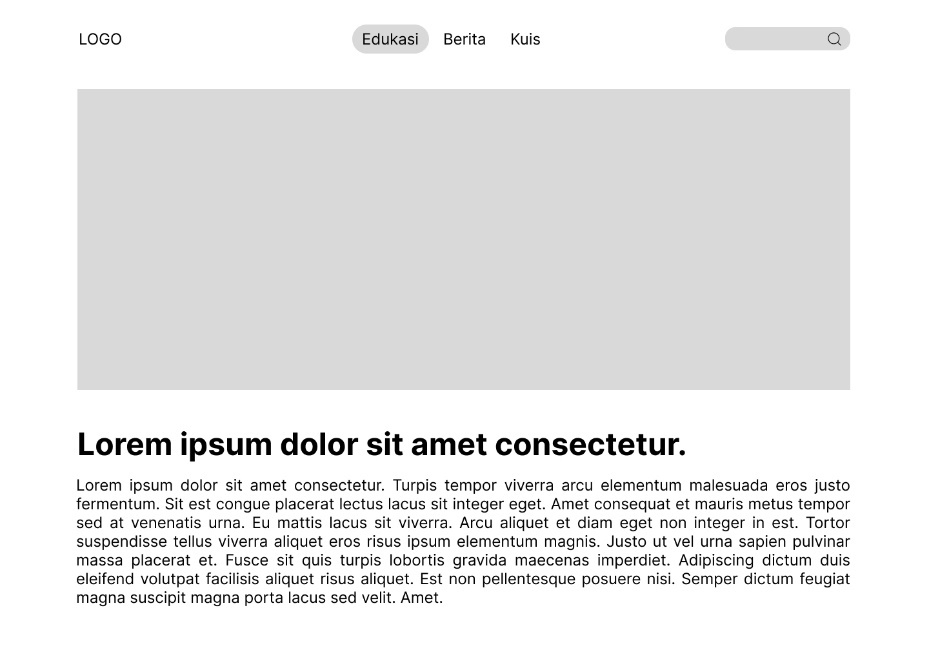 LOGO
Edukasi
Berita
Kuis
Lorem ipsum dolor sit amet consectetur.
Lorem ipsum dolor sit amet consectetur. Turpis tempor viverra arcu elementum malesuada eros justo
fermentum. Sit est congue placerat lectus lacus sit integer eget. Amet consequat et mauris metus tempor
sed at venenatis urna. Eu mattis lacus sit viverra. Arcu aliquet et diam eget non integer in est. Tortor
suspendisse tellus viverra aliquet eros risus ipsum elementum magnis. Justo ut vel urna sapien pulvinar
massa placerat et. Fusce sit quis turpis lobortis gravida maecenas imperdiet. Adipiscing dictum duis
eleifend volutpat facilisis aliquet risus aliquet. Est non pellentesque posuere nisi. Semper dictum feugiat
magna suscipit magna porta lacus sed velit. Amet.